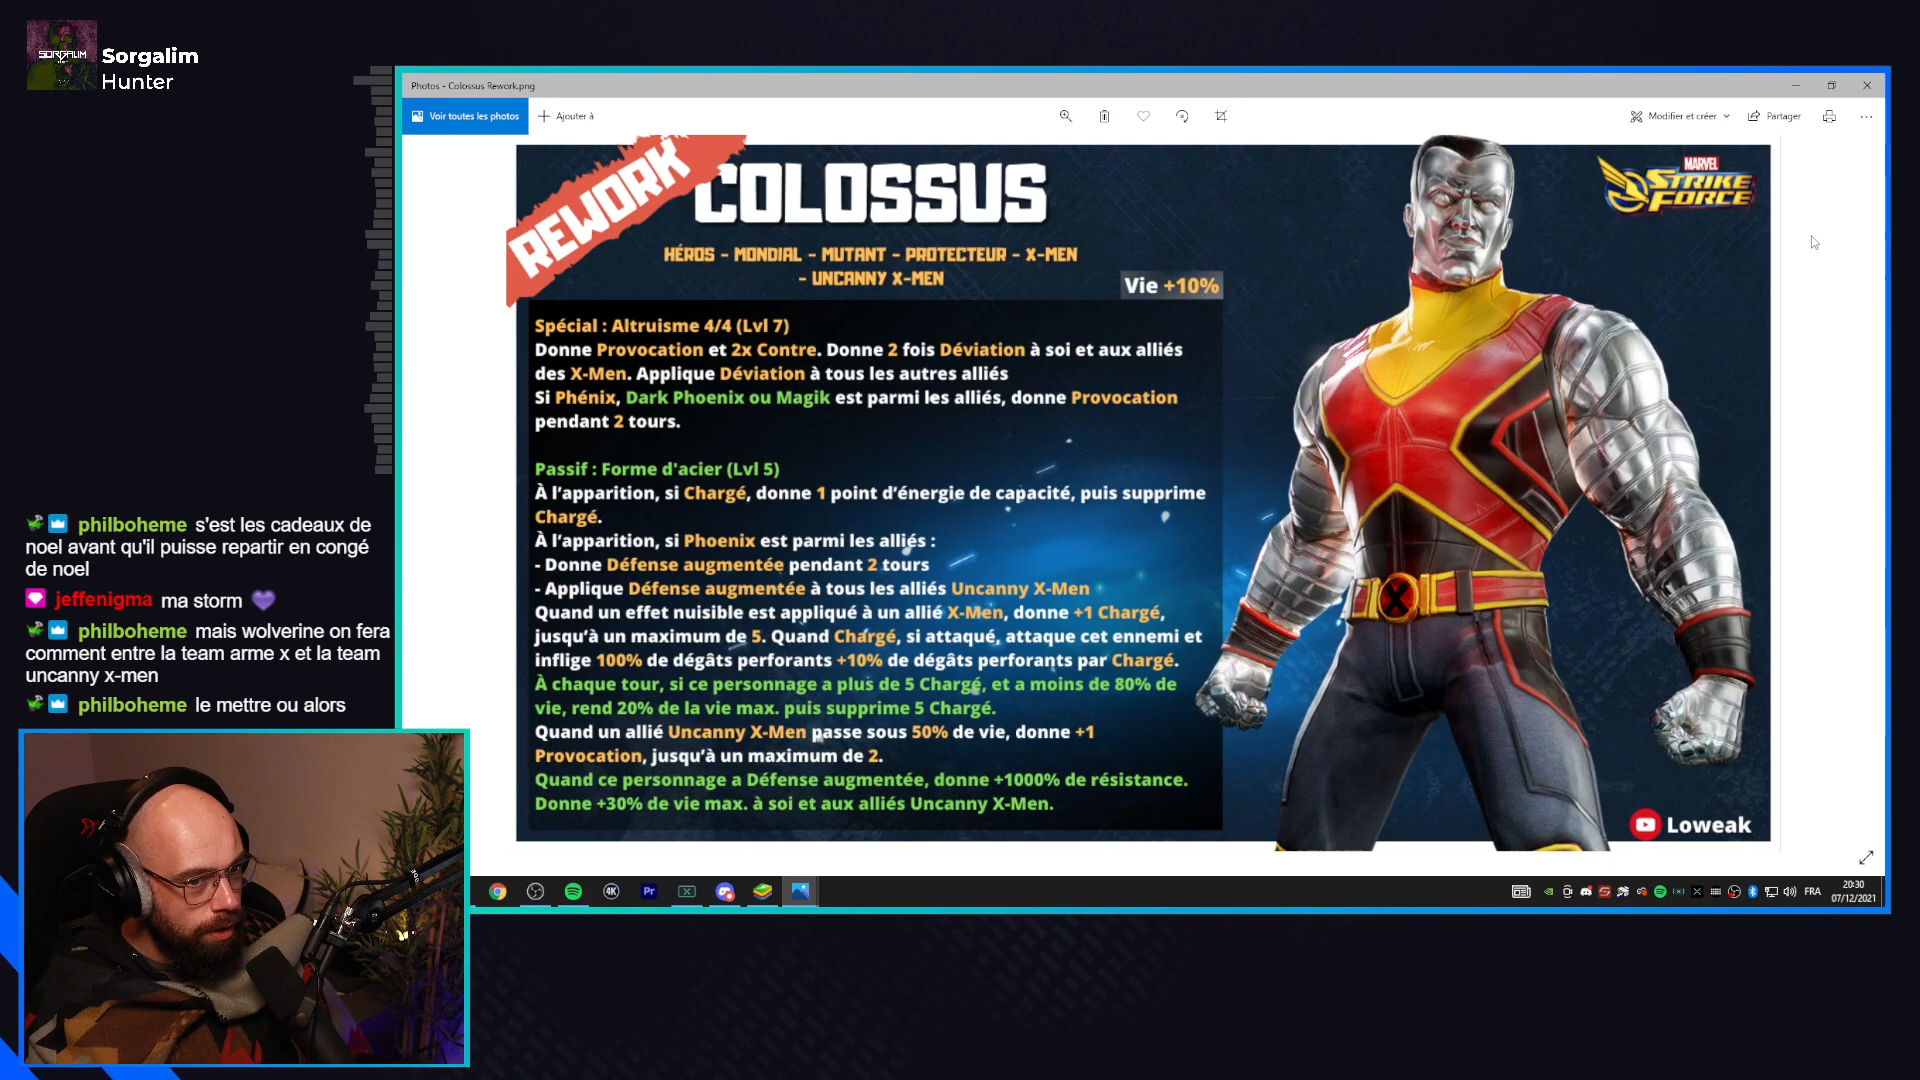 SORGALIM
Sorgalim
Hunter
Photos - Colossus Rework.png
Voir toutes les photos
Ajouter à
Modifier et créer
Partager
REWORK
COLOSSUS
MARVEL
STRIKE
FORCE
HÉROS - MONDIAL - MUTANT - PROTECTEUR - X-MEN
- UNCANNY X-MEN
Vie +10%
Spécial : Altruisme 4/4 (Lvl 7)
Donne Provocation et 2x Contre. Donne 2 fois Déviation à soi et aux alliés
des X-Men. Applique Déviation à tous les autres alliés
Si Phénix, Dark Phoenix ou Magik est parmi les alliés, donne Provocation
pendant 2 tours.
Passif : Forme d'acier (Lvl 5)
À l'apparition, si Chargé, donne 1 point d'énergie de capacité, puis supprime
Chargé.
À l'apparition, si Phoenix est parmi les alliés :
- Donne Défense augmentée pendant 2 tours
- Applique Défense augmentée à tous les alliés Uncanny X-Men
Quand un effet nuisible est appliqué à un allié X-Men, donne +1 Chargé,
jusqu'à un maximum de 5. Quand Chargé, si attaqué, attaque cet ennemi et
inflige 100% de dégâts perforants +10% de dégâts perforants par Chargé.
À chaque tour, si ce personnage a plus de 5 Chargé, et a moins de 80% de
vie, rend 20% de la vie max. puis supprime 5 Chargé.
Quand un allié Uncanny X-Men passe sous 50% de vie, donne +1
Provocation, jusqu'à un maximum de 2.
Quand ce personnage a Défense augmentée, donne +1000% de résistance.
Donne +30% de vie max. à soi et aux alliés Uncanny X-Men.
Loweak
philboheme s'est les cadeaux de
noel avant qu'il puisse repartir en congé
de noel
jeffenigma ma storm
philboheme mais wolverine on fera
comment entre la team arme x et la team
uncanny x-men
philboheme le mettre ou alors
4K
Pr
FRA
20:30
07/12/2021